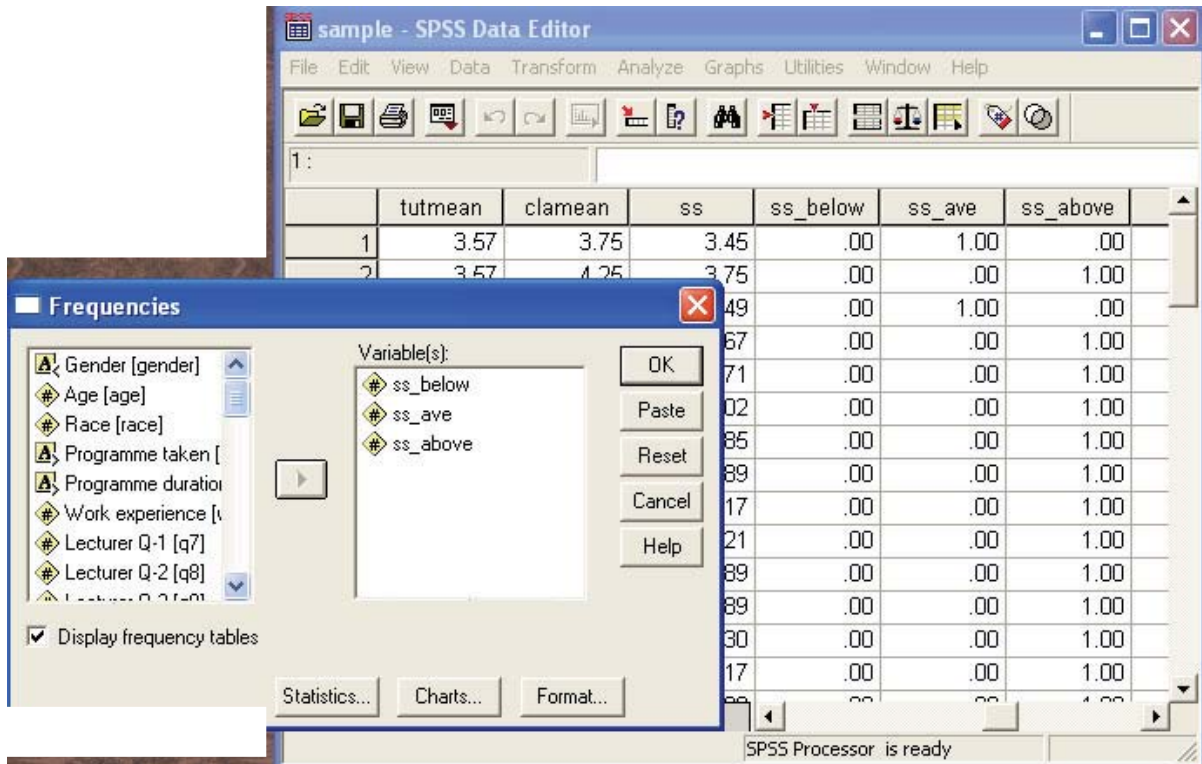 sample - SPSS Data Editor
File Edit View Data Transform Analyze Graphs Utilities Window Help
1 :
tutmean clamean ss ss_below ss_ave ss_above
1 3.57 3.75 3.45 .00 1.00 .00
2 3.57 4.25 3.75 .00 .00 1.00
49 .00 1.00 .00
67 .00 .00 1.00
71 .00 .00 1.00
02 .00 .00 1.00
85 .00 .00 1.00
89 .00 .00 1.00
17 .00 .00 1.00
21 .00 .00 1.00
89 .00 .00 1.00
89 .00 .00 1.00
30 .00 .00 1.00
17 .00 .00 1.00
SPSS Processor is ready
Frequencies
Gender [gender]
Age [age]
Race [race]
Programme taken [
Programme duration
Work experience [w
Lecturer Q-1 [q7]
Lecturer Q-2 [q8]
Variable(s):
ss_below
ss_ave
ss_above
OK
Paste
Reset
Cancel
Help
Display frequency tables
Statistics... Charts... Format...